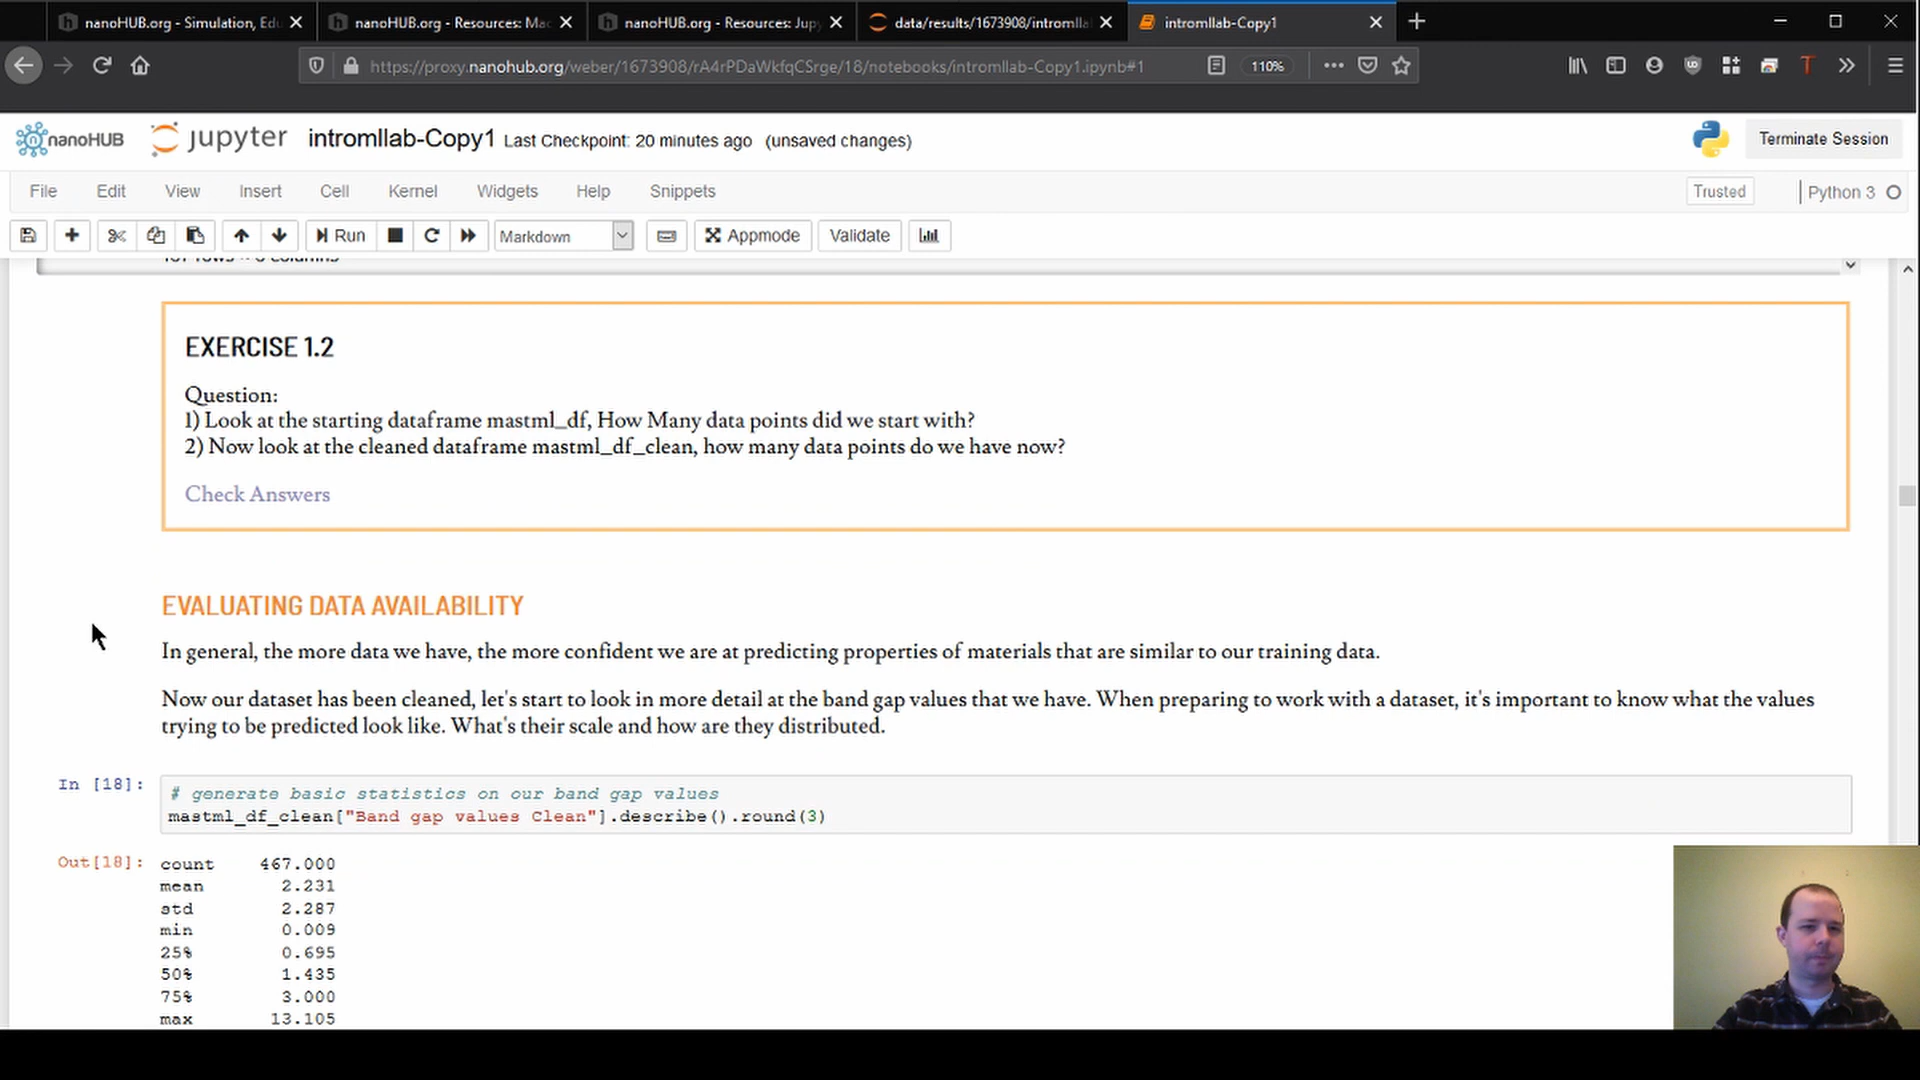 nanoHUB.org - Simulation, Edu
nanoHUB.org - Resources: Mac
nanoHUB.org - Resources: Jupy
data/results/1673908/intromllab
intromllab-Copy1
https://proxy.nanohub.org/weber/1673908/rA4rPDaWkfqCSrge/18/notebooks/intromllab-Copy1.ipynb#1
110%
nanoHUB
jupyter
intromllab-Copy1 Last Checkpoint: 20 minutes ago (unsaved changes)
Terminate Session
File Edit View Insert Cell Kernel Widgets Help Snippets
Trusted
Python 3
Run
Markdown
Appmode
Validate
EXERCISE 1.2
Question:
1) Look at the starting dataframe mastml_df, How Many data points did we start with?
2) Now look at the cleaned dataframe mastml_df_clean, how many data points do we have now?
Check Answers
EVALUATING DATA AVAILABILITY
In general, the more data we have, the more confident we are at predicting properties of materials that are similar to our training data.
Now our dataset has been cleaned, let's start to look in more detail at the band gap values that we have. When preparing to work with a dataset, it's important to know what the values
trying to be predicted look like. What's their scale and how are they distributed.
In [18]:
# generate basic statistics on our band gap values
mastml_df_clean["Band gap values Clean"].describe().round(3)
Out[18]:
count 467.000
mean 2.231
std 2.287
min 0.009
25% 0.695
50% 1.435
75% 3.000
max 13.105